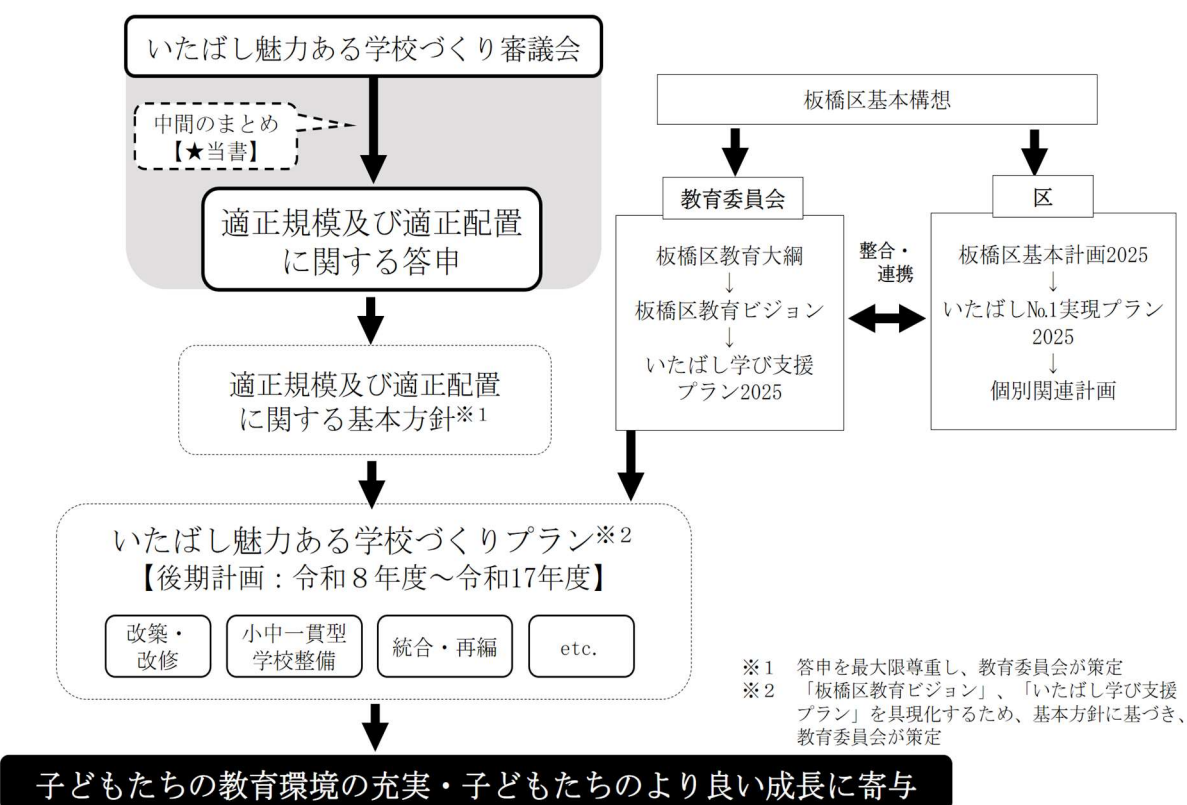 いたばし魅力ある学校づくり審議会
中間のまとめ
【★当書】
適正規模及び適正配置
に関する答申
適正規模及び適正配置
に関する基本方針※1
板橋区基本構想
教育委員会
板橋区教育大綱
↓
板橋区教育ビジョン
↓
いたばし学び支援
プラン2025
整合・
連携
区
板橋区基本計画2025
↓
いたばし№1実現プラン
2025
↓
個別関連計画
いたばし魅力ある学校づくりプラン※2
【後期計画：令和８年度～令和17年度】
改築・
改修
小中一貫型
学校整備
統合・再編
etc.
※１　答申を最大限尊重し、教育委員会が策定
※２　「板橋区教育ビジョン」、「いたばし学び支援
プラン」を具現化するため、基本方針に基づき、
教育委員会が策定
子どもたちの教育環境の充実・子どもたちのより良い成長に寄与